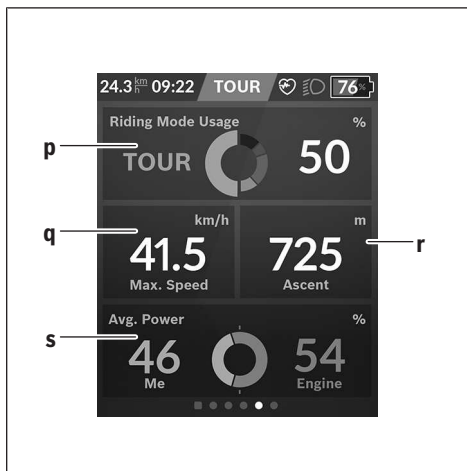 24.3 km/h 09:22 TOUR 76%
Riding Mode Usage %
p
TOUR 50
q
km/h m
r
41.5 725
Max. Speed Ascent
Avg. Power %
s
46 54
Me Engine